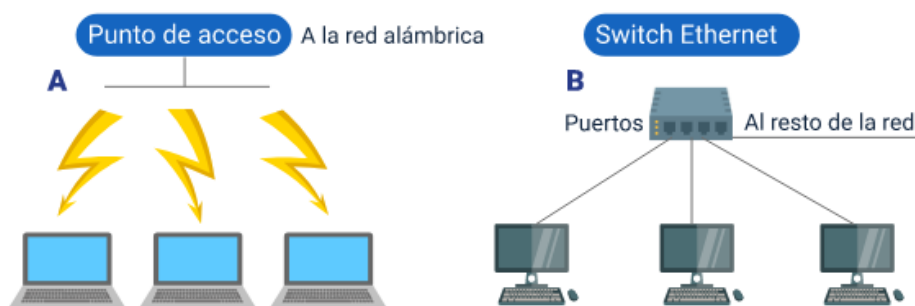 Punto de acceso
A la red alámbrica
A
Switch Ethernet
B
Puertos
Al resto de la red